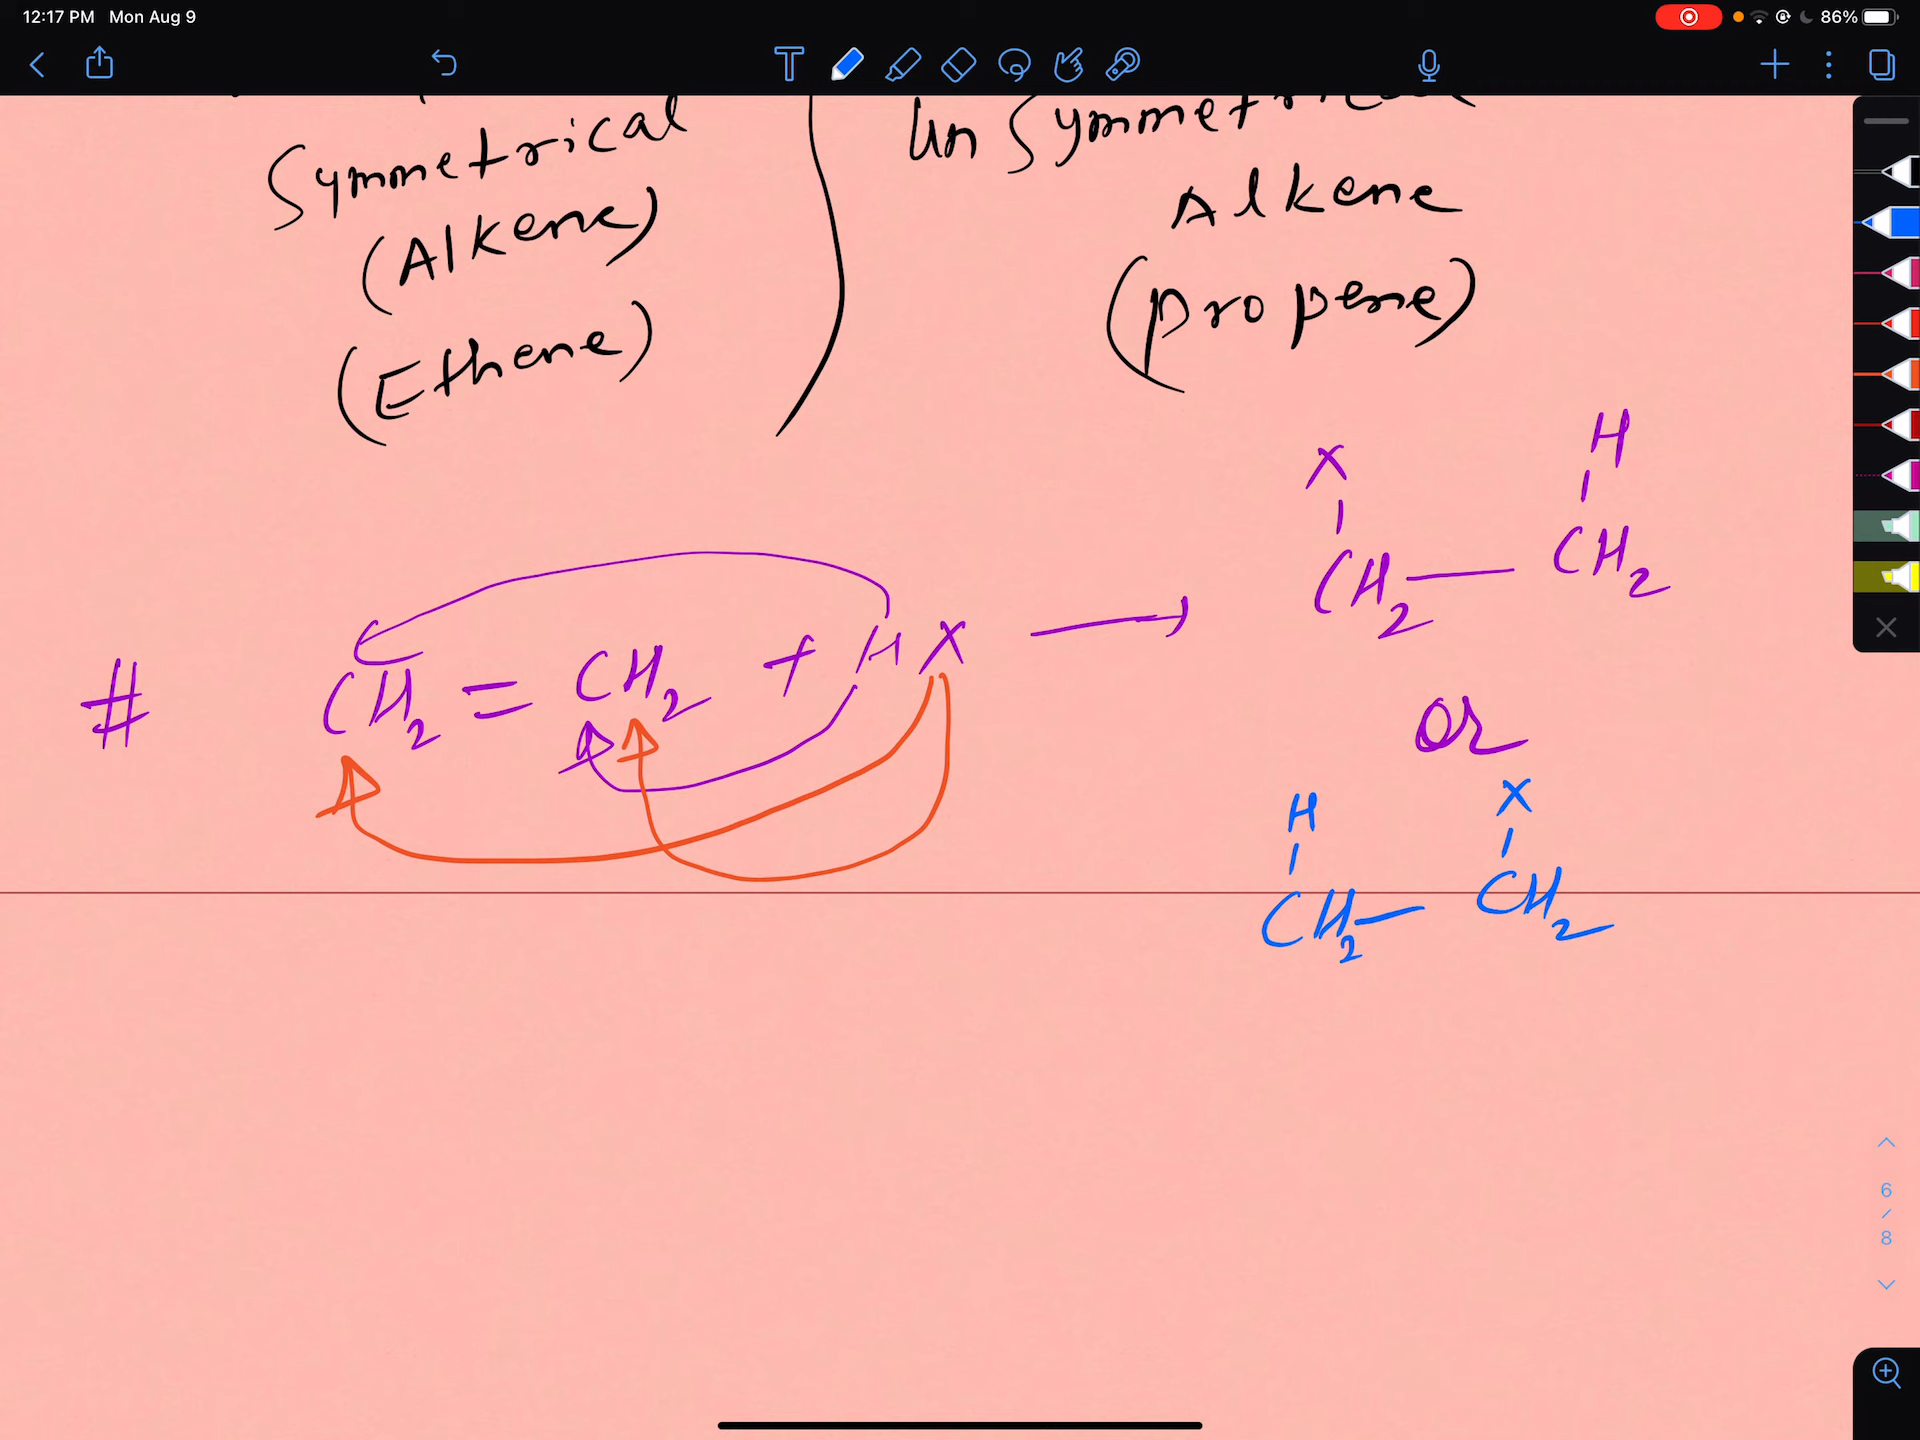 12:17 PM Mon Aug 9
86%
Symmetrical
(Alkene)
(Ethene)
Un Symmetrical
Alkene
(propene)
# CH₂ = CH₂ + HX →
X H
CH₂ — CH₂
or
H X
CH₂ — CH₂
6
/
8